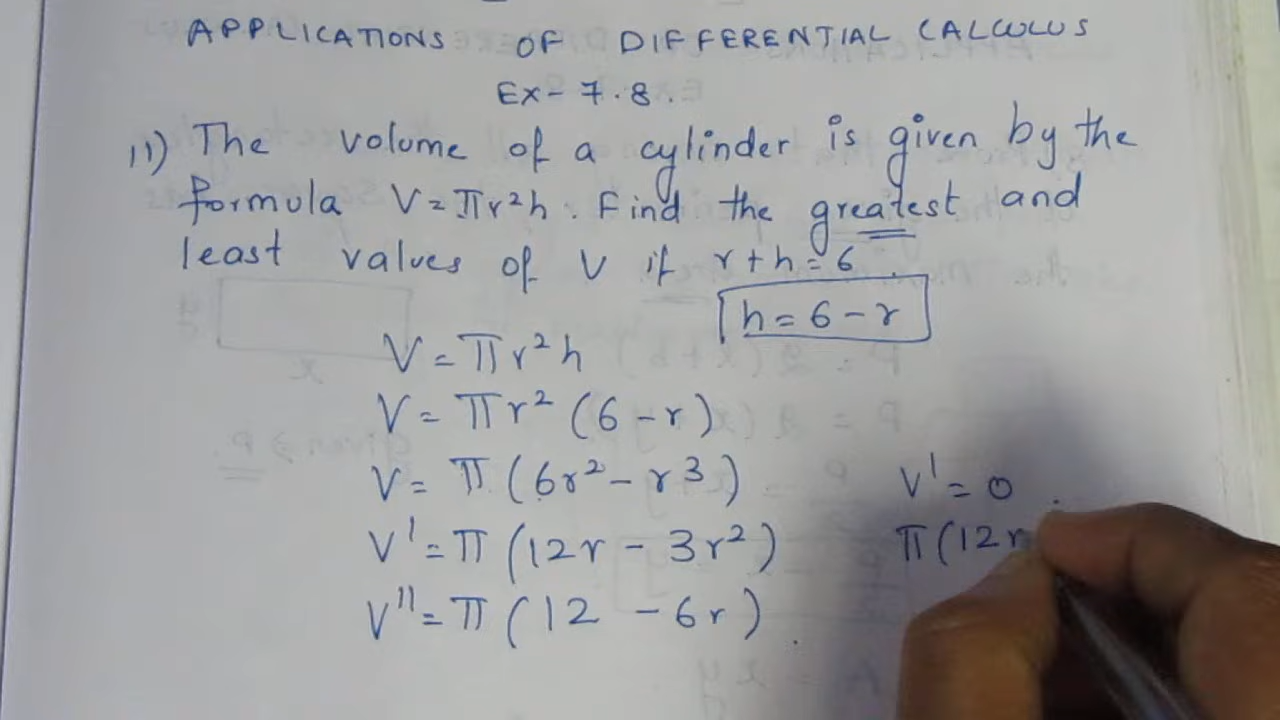 APPLICATIONS OF DIFFERENTIAL CALCULUS
EX-7.8.
11) The volume of a cylinder is given by the
formula V=πr²h. Find the greatest and
least values of V if r+h=6.
h=6-r
V=πr²h
V=πr²(6-r)
V=π(6r²-r³)
V'=π(12r-3r²)
V''=π(12-6r)
V'=0
π(12r